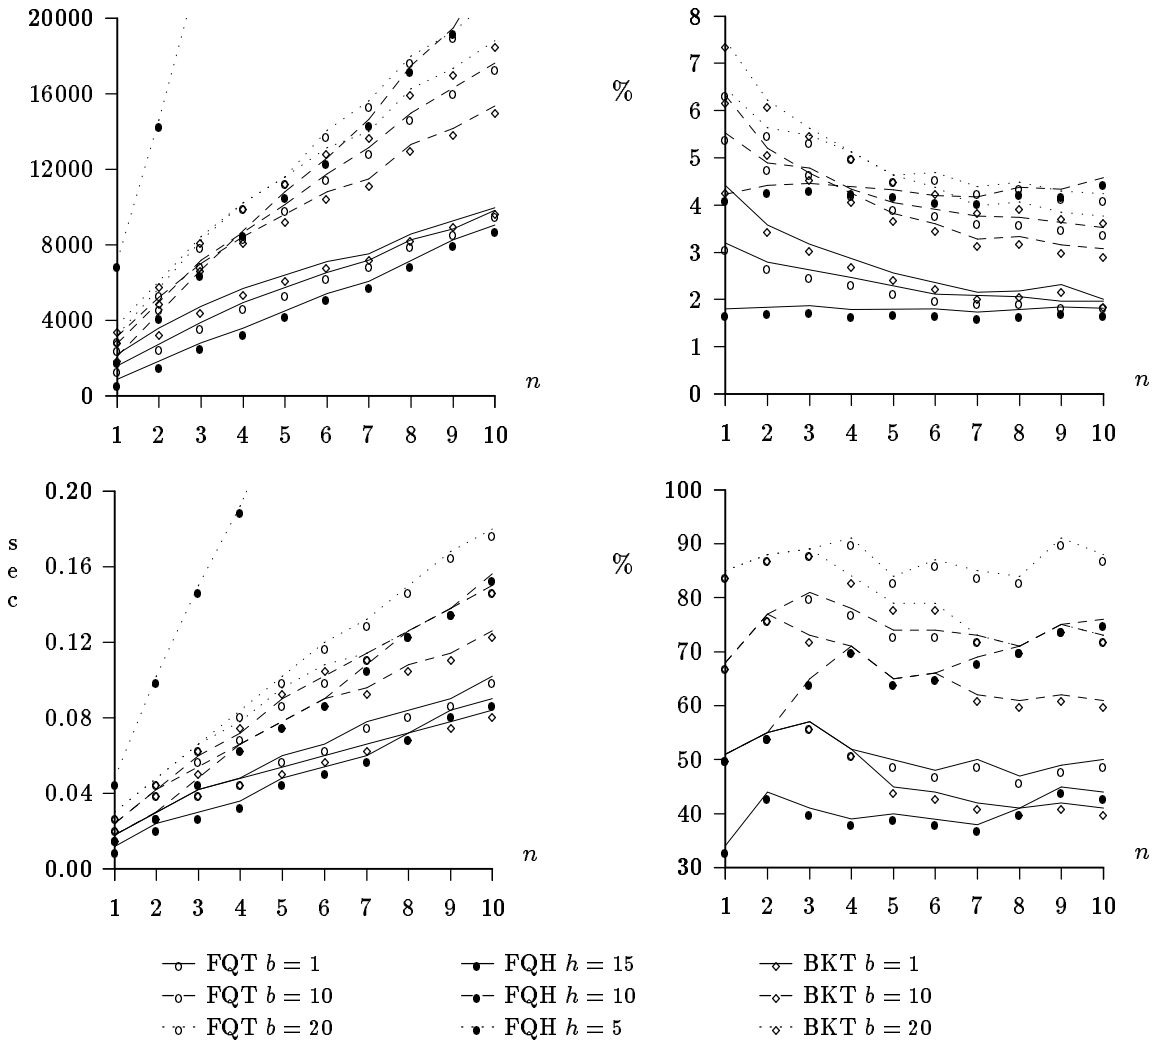 20000
16000
12000
8000
4000
0
1 2 3 4 5 6 7 8 9 10
n
8
7
6
5
4
3
2
1
0
%
1 2 3 4 5 6 7 8 9 10
n
0.20
0.16
0.12
0.08
0.04
0.00
s
e
c
1 2 3 4 5 6 7 8 9 10
n
100
90
80
70
60
50
40
30
%
1 2 3 4 5 6 7 8 9 10
n
FQT b = 1
FQH h = 15
BKT b = 1
FQT b = 10
FQH h = 10
BKT b = 10
FQT b = 20
FQH h = 5
BKT b = 20